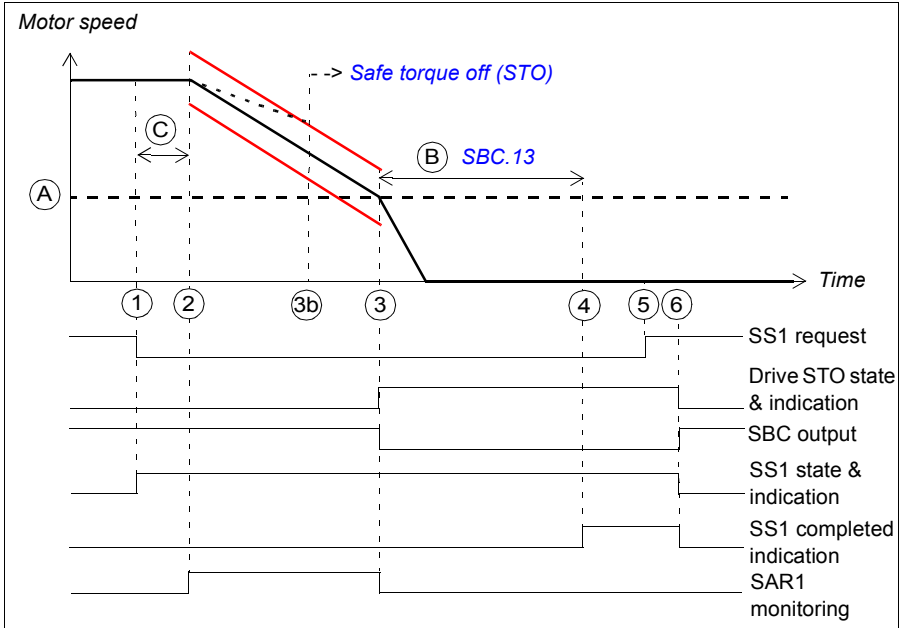 Motor speed
Safe torque off (STO)
C
B SBC.13
A
Time
1 2 3b 3 4 5 6
SS1 request
Drive STO state
& indication
SBC output
SS1 state &
indication
SS1 completed
indication
SAR1
monitoring